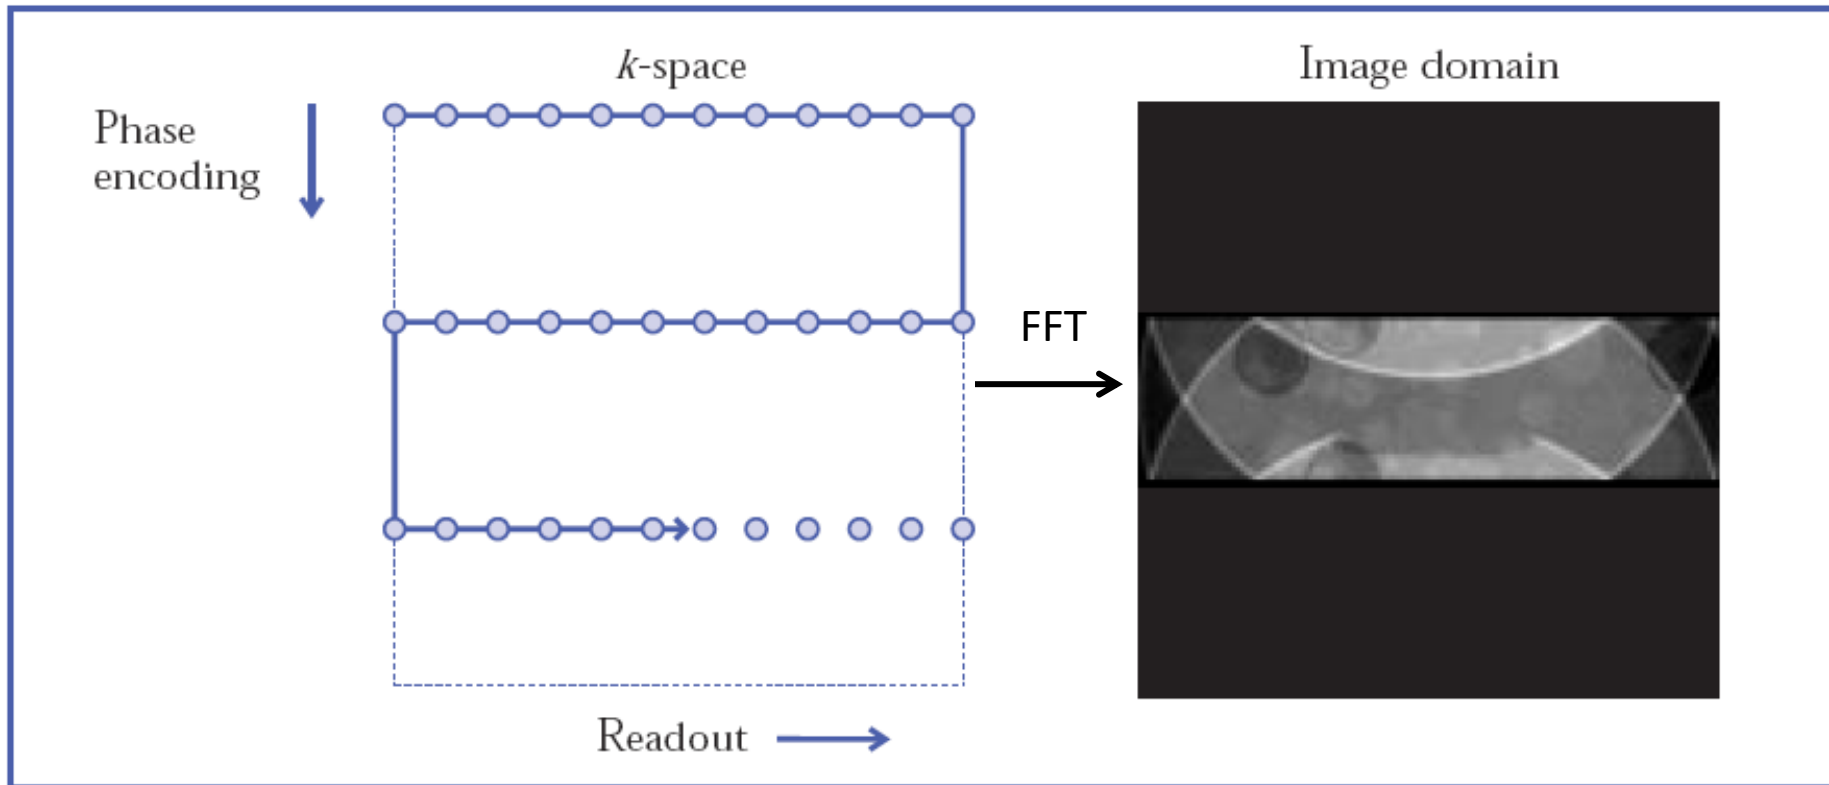 k-space
Image domain
Phase
encoding
FFT
Readout